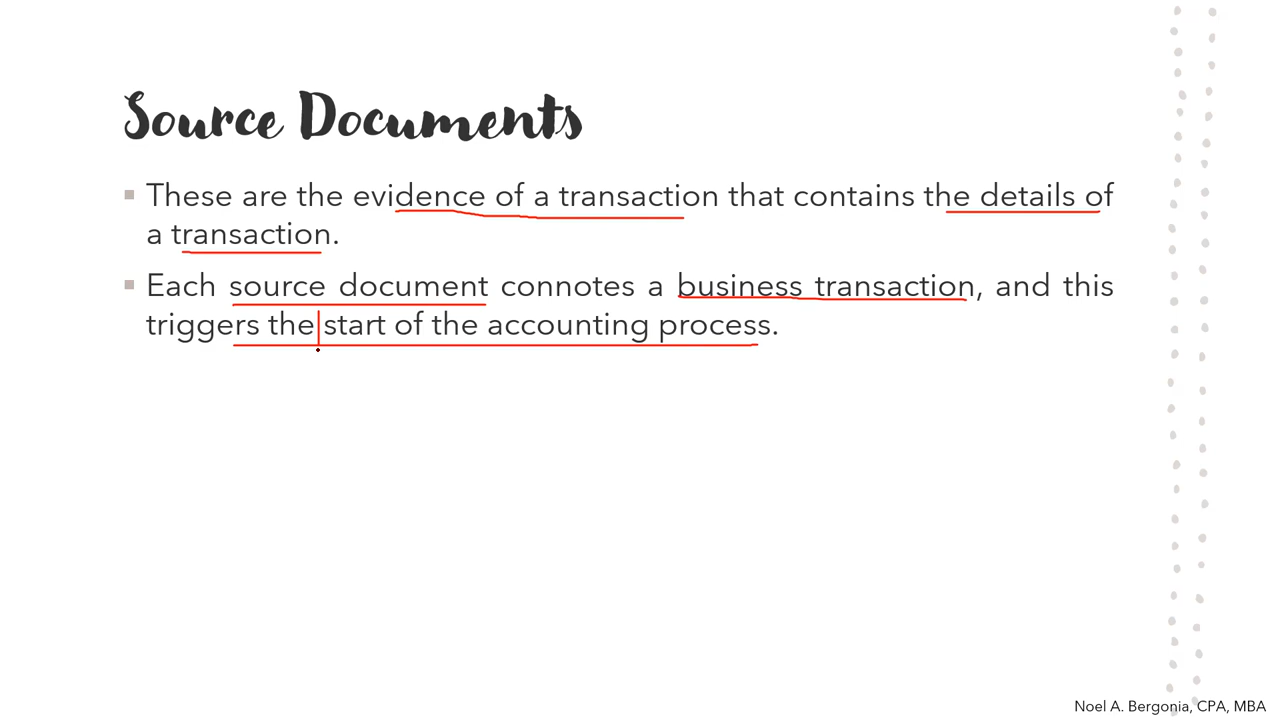 Source Documents
These are the evidence of a transaction that contains the details of
a transaction.
Each source document connotes a business transaction, and this
triggers the start of the accounting process.
Noel A. Bergonia, CPA, MBA